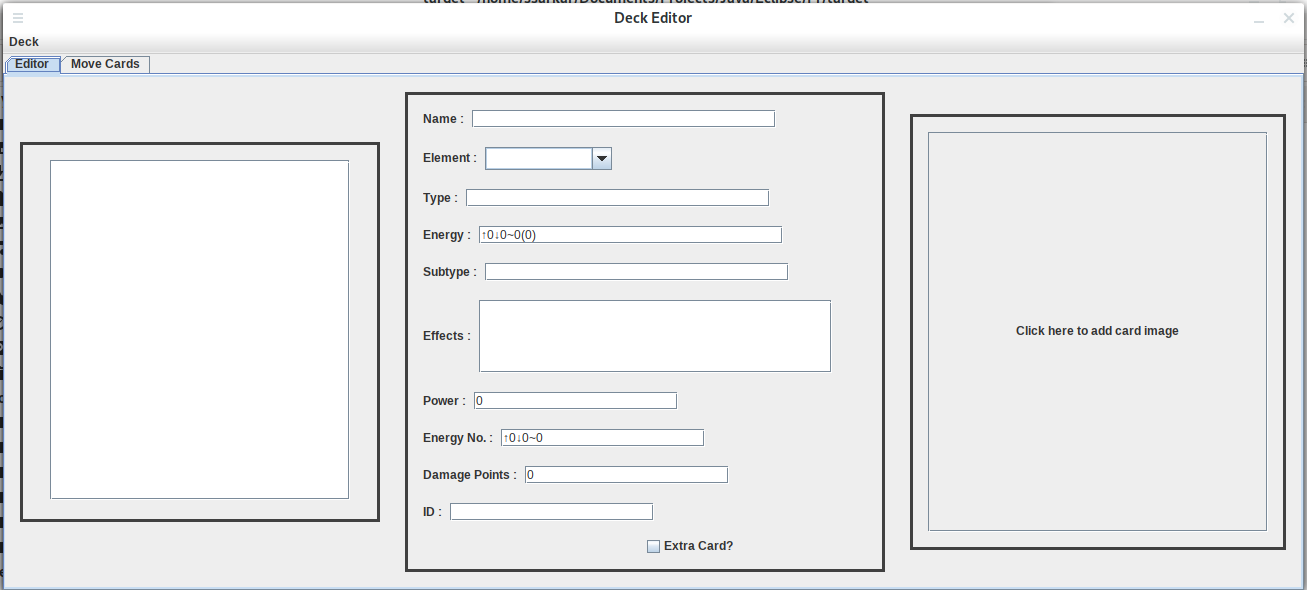 Deck Editor
Deck
Editor Move Cards
Name :
Element :
Type :
Energy : ↑0↓0~0(0)
Subtype :
Effects :
Click here to add card image
Power : 0
Energy No. : ↑0↓0~0
Damage Points : 0
ID :
Extra Card?